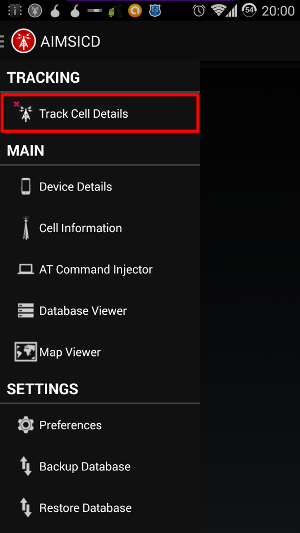 54 20:00
AIMSICD
TRACKING
Track Cell Details
MAIN
Device Details
Cell Information
AT Command Injector
Database Viewer
Map Viewer
SETTINGS
Preferences
Backup Database
Restore Database